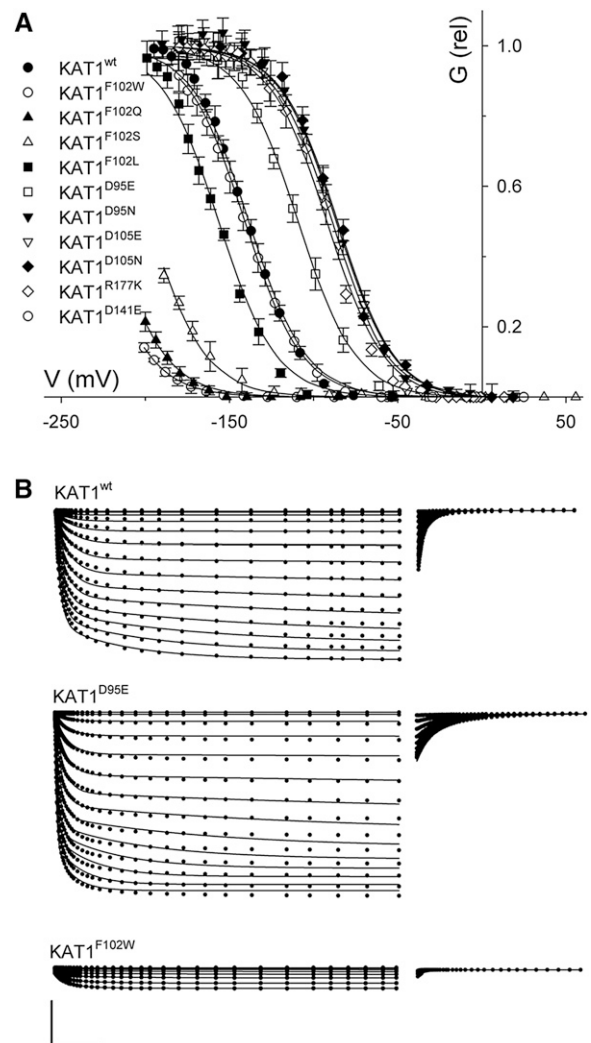 A
KAT1wt
KAT1F102W
KAT1F102Q
KAT1F102S
KAT1F102L
KAT1D95E
KAT1D95N
KAT1D105E
KAT1D105N
KAT1R177K
KAT1D141E
G (rel)
1.0
0.6
0.2
V (mV)
-250
-150
-50
50
B
KAT1wt
KAT1D95E
KAT1F102W